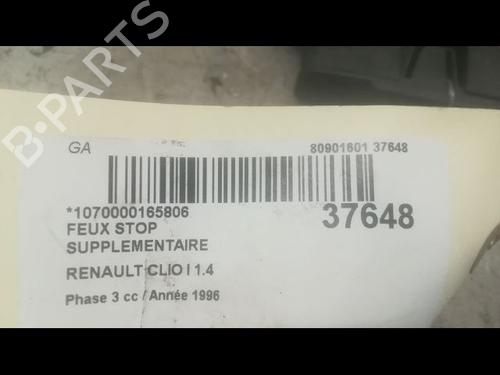 B-PARTS
GA
80901601 37648
*1070000165806
37648
FEUX STOP
SUPPLEMENTAIRE
RENAULT CLIO I 1.4
Phase 3 cc / Année 1996